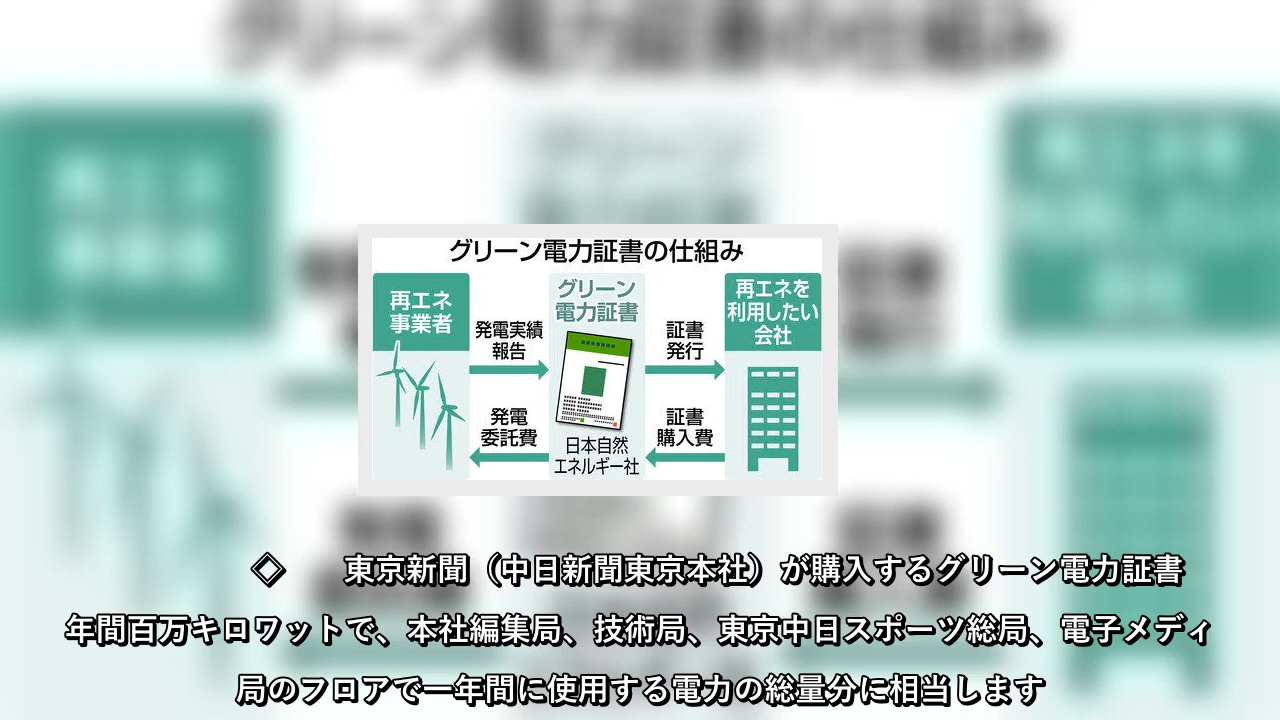 グリーン電力証書の仕組み
再エネ
事業者
発電実績
報告
発電
委託費
グリーン
電力証書
日本自然
エネルギー社
証書
発行
証書
購入費
再エネを
利用したい
会社
◇　東京新聞（中日新聞東京本社）が購入するグリーン電力証書
年間百万キロワットで、本社編集局、技術局、東京中日スポーツ総局、電子メディ
局のフロアで一年間に使用する電力の総量分に相当します